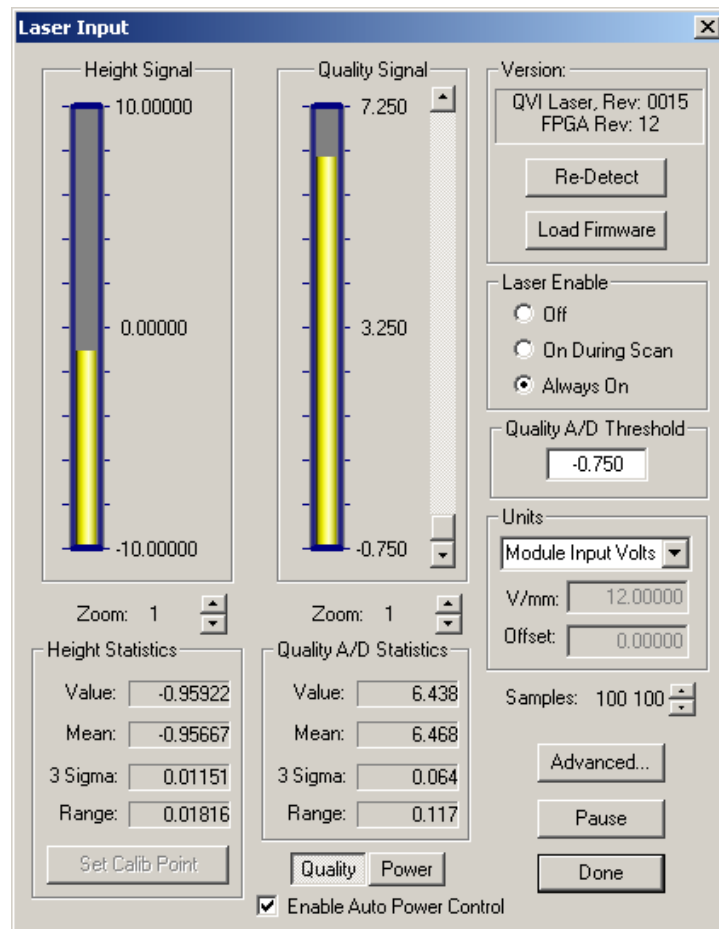 Laser Input
Height Signal
10.00000
0.00000
-10.00000
Zoom: 1
Quality Signal
7.250
3.250
-0.750
Zoom: 1
Version:
QVI Laser, Rev: 0015
FPGA Rev: 12
Re-Detect
Load Firmware
Laser Enable
Off
On During Scan
Always On
Quality A/D Threshold
-0.750
Units
Module Input Volts
V/mm: 12.00000
Offset: 0.00000
Samples: 100 100
Height Statistics
Value: -0.95922
Mean: -0.95667
3 Sigma: 0.01151
Range: 0.01816
Set Calib Point
Quality A/D Statistics
Value: 6.438
Mean: 6.468
3 Sigma: 0.064
Range: 0.117
Quality Power
Enable Auto Power Control
Advanced...
Pause
Done